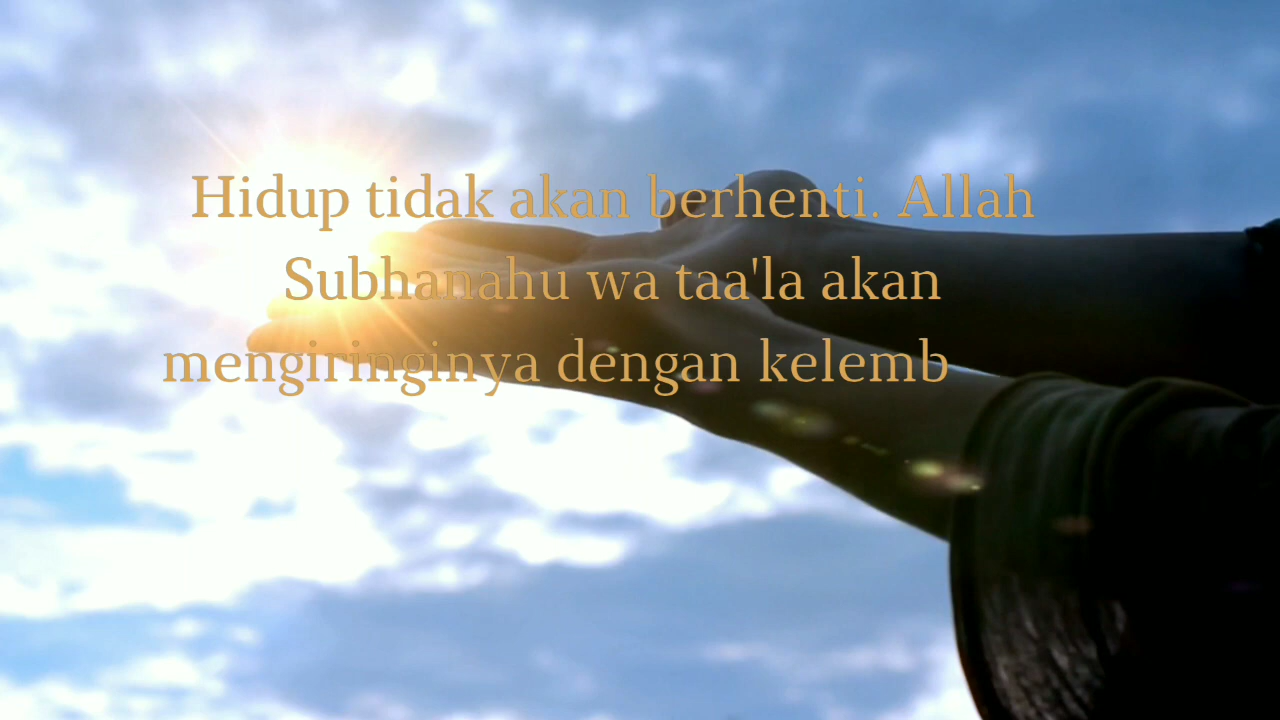 Hidup tidak akan berhenti. Allah
Subhanahu wa taa'la akan
mengiringinya dengan kelemb